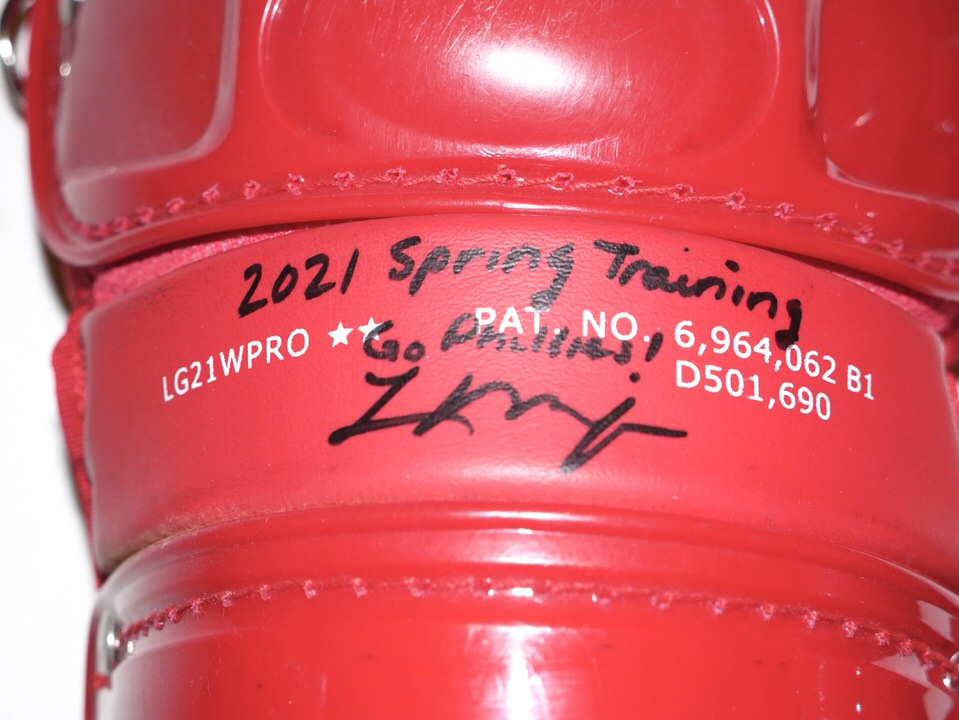 2021 Spring Training
LG21WPRO ★★ PAT. NO. 6,964,062 B1
Go Phillies!
D501,690